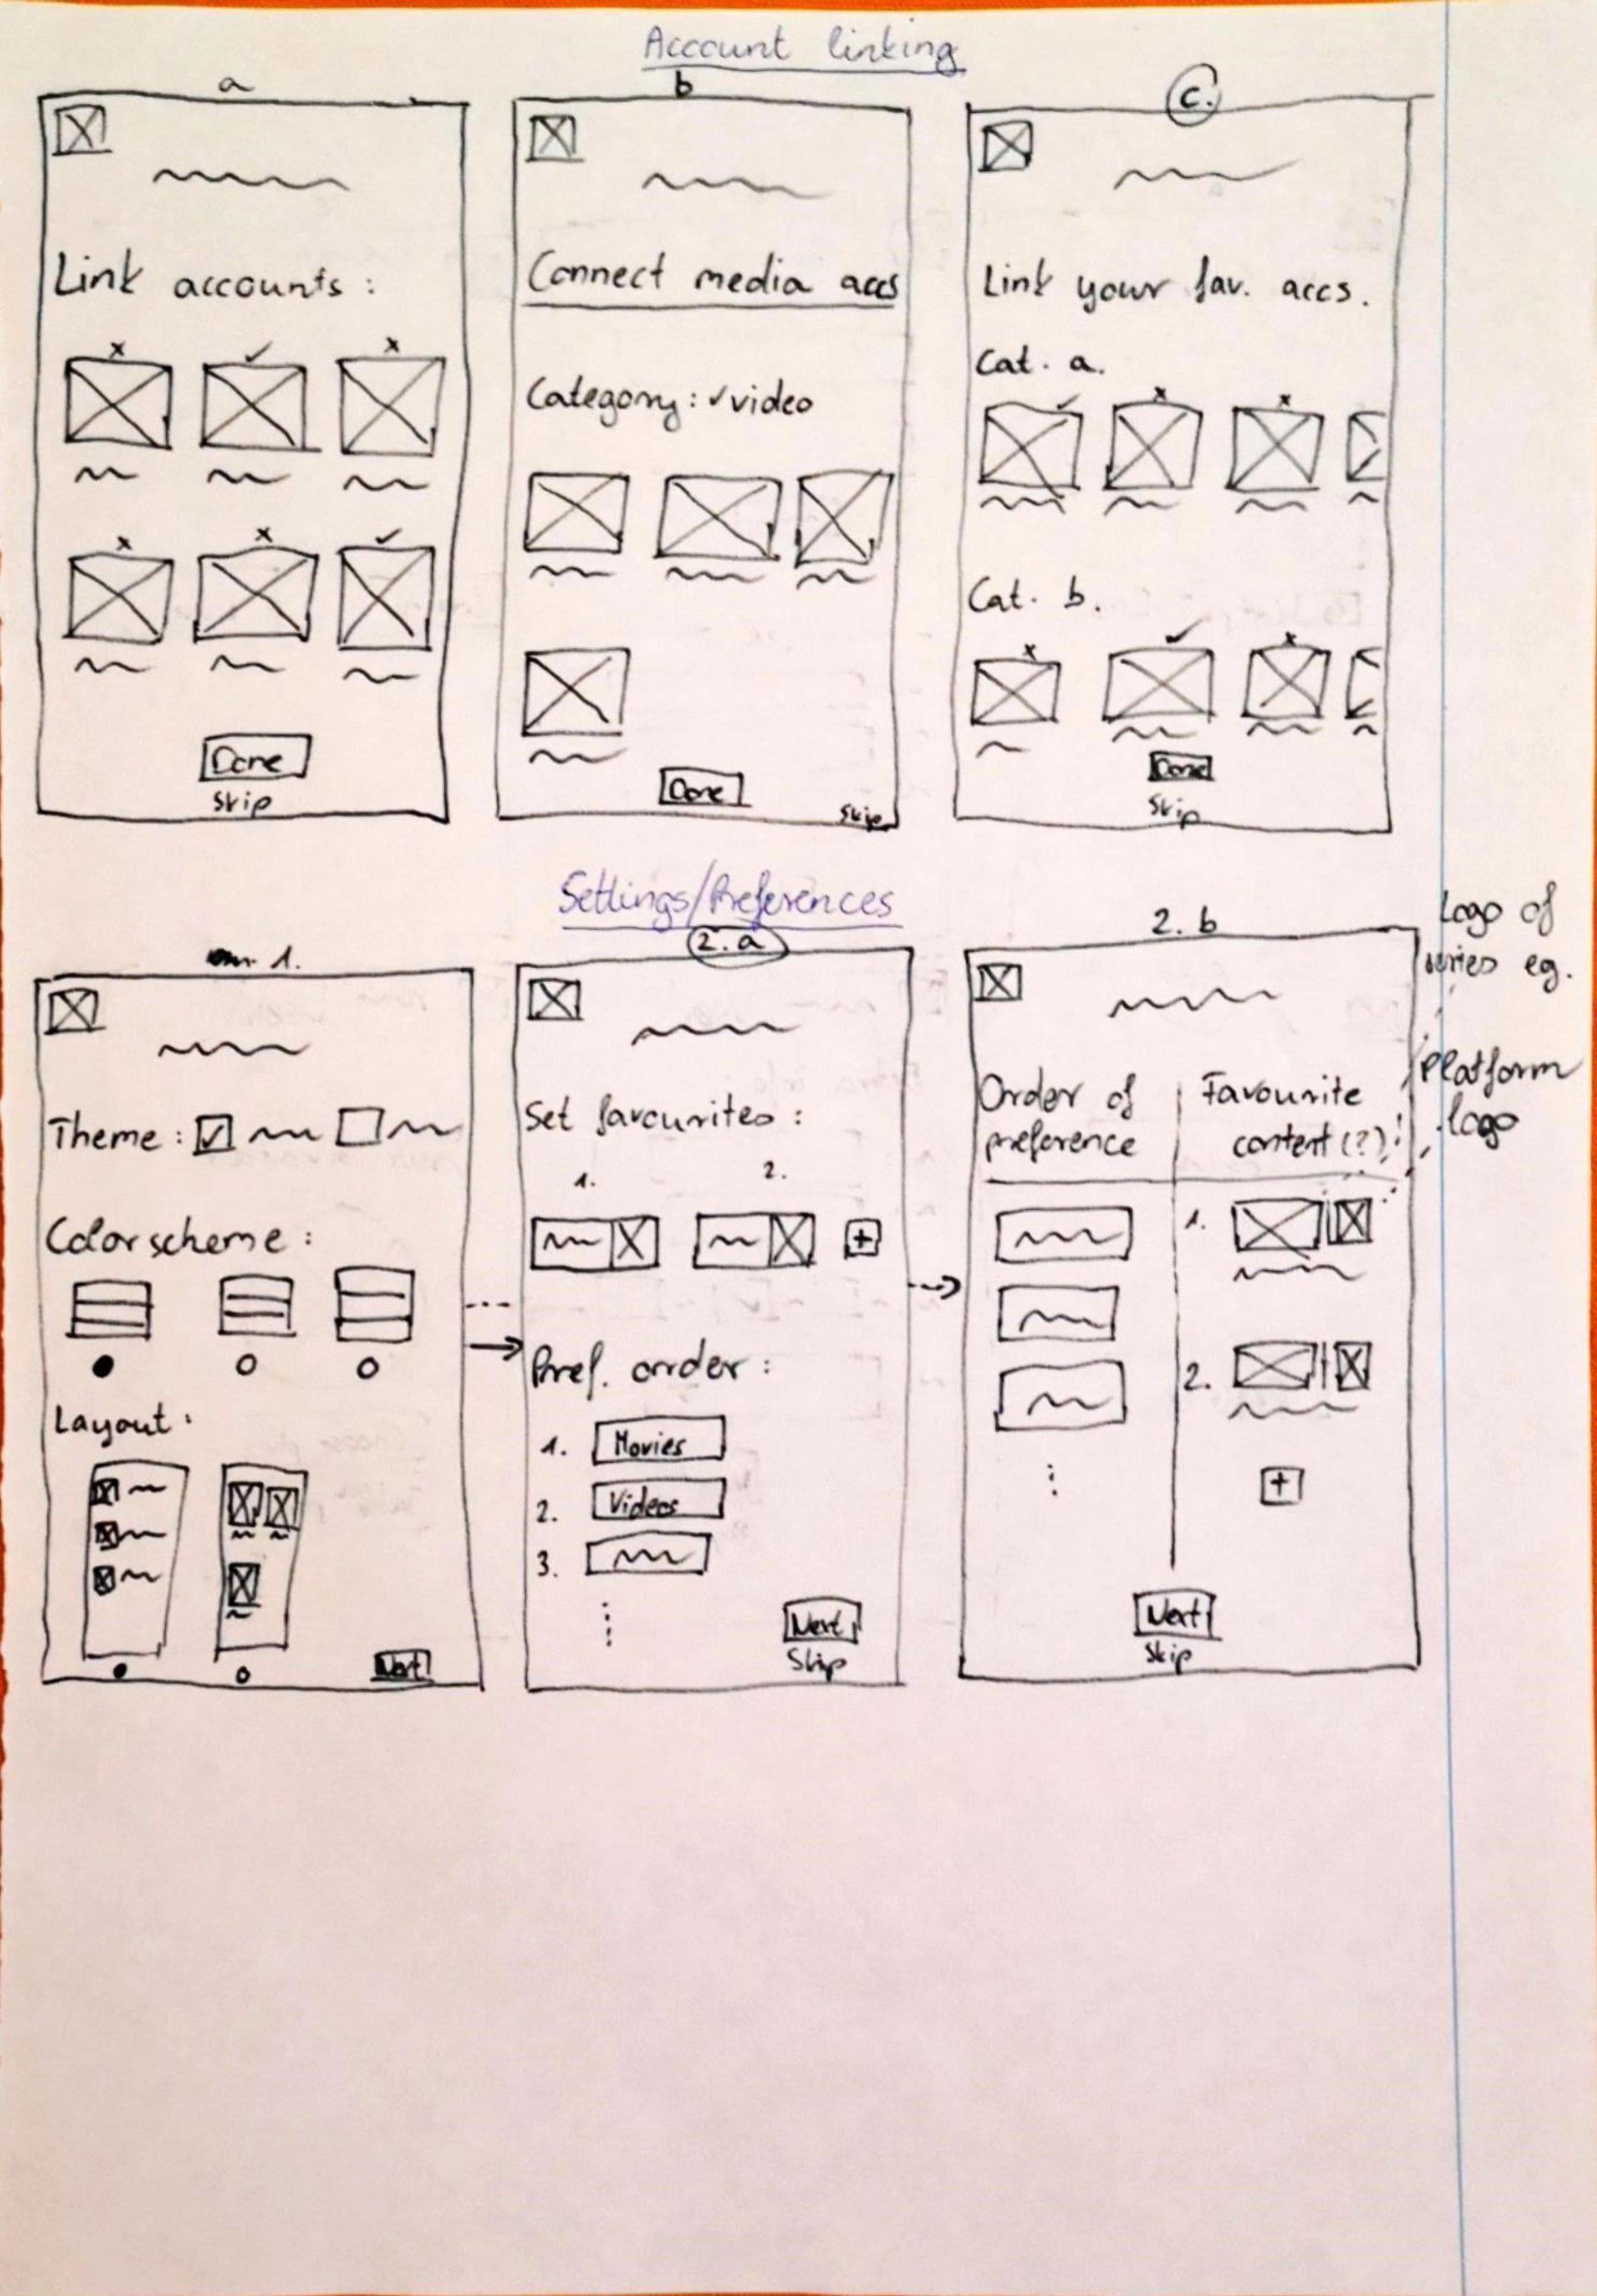 Account linking
a
b
c.
Link accounts:
Done
Skip
Connect media accs
Category: ✓video
Done
Skip
Link your fav. accs.
Cat. a.
Cat. b.
Done
Skip
Settings/Preferences
1.
2.a
2.b
Theme:
Color scheme:
Layout:
Next
Set favourites:
1. 2.
Pref. order:
1. Movies
2. Videos
3.
Next
Skip
Order of
preference
Favourite
content (?)
1.
2.
Next
Skip
Logo of
series eg.
Platform
logo